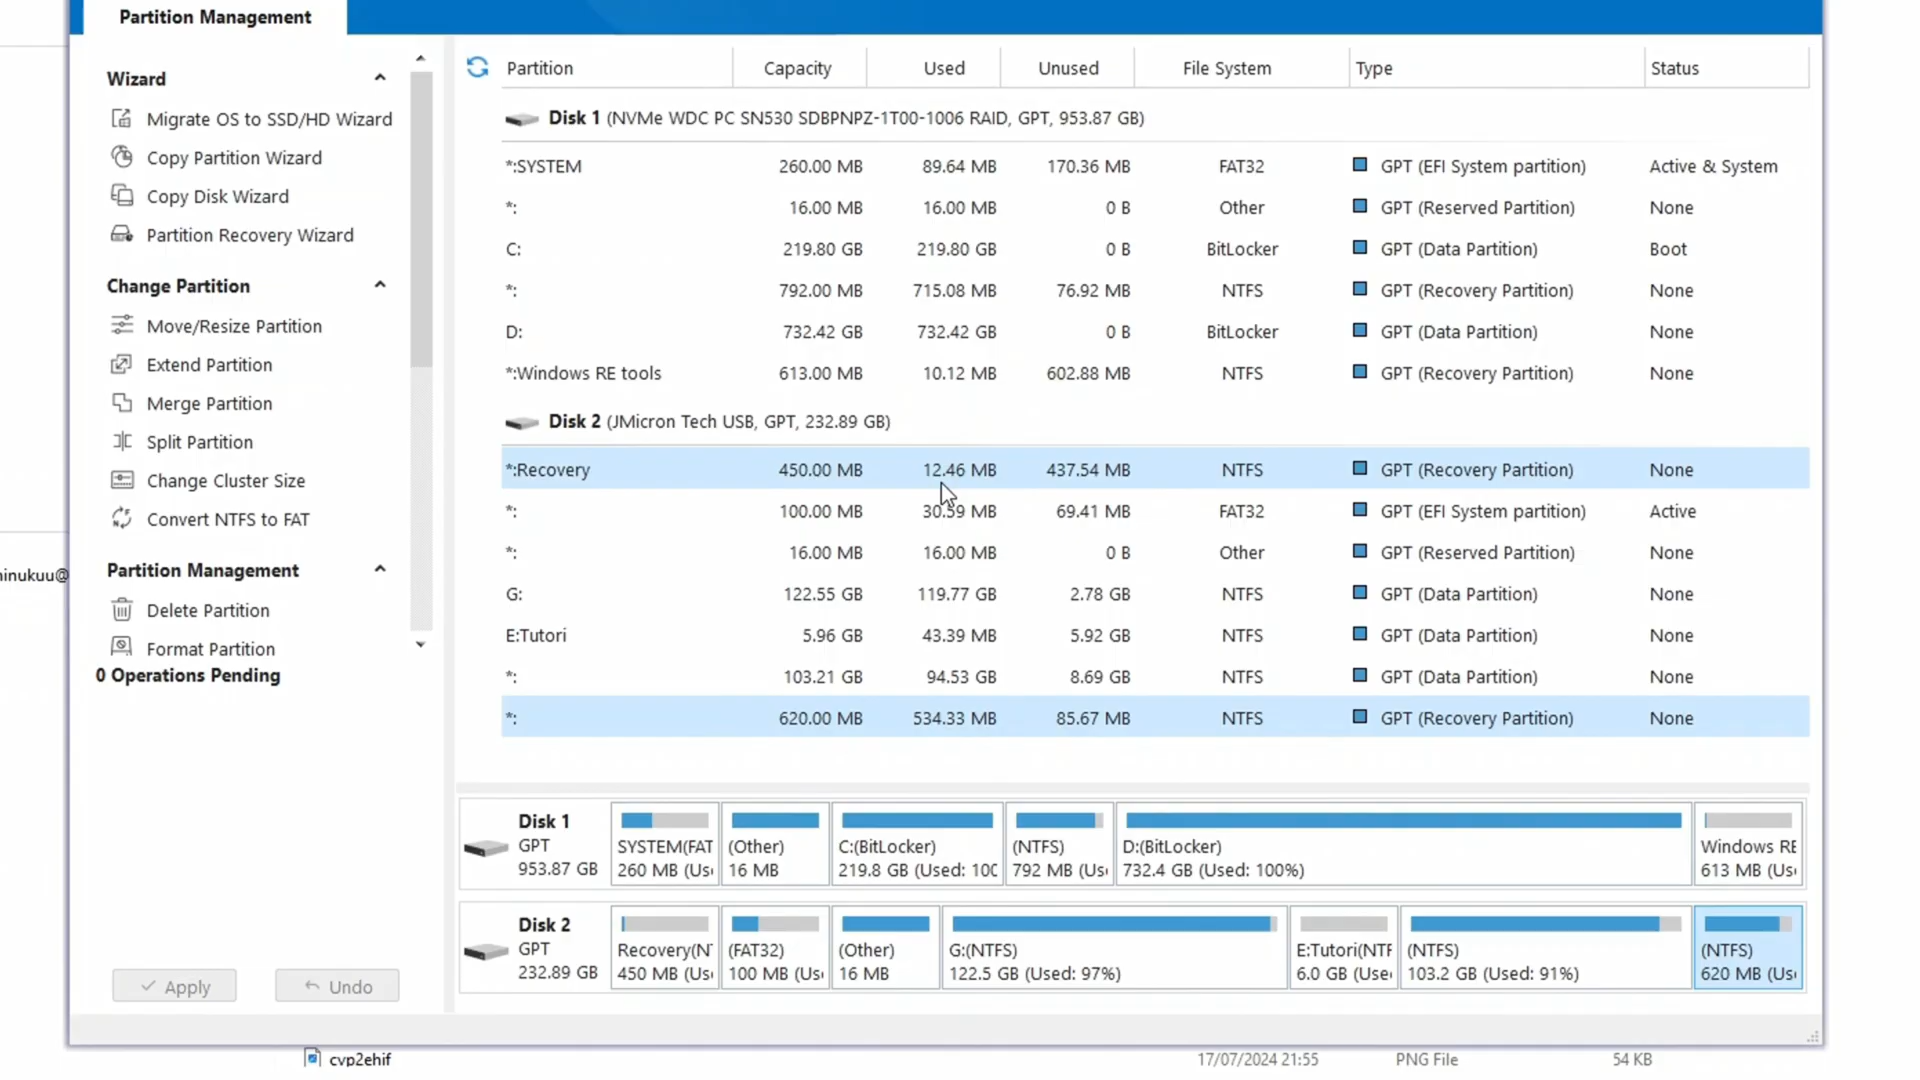 Partition Management
Wizard
Migrate OS to SSD/HD Wizard
Copy Partition Wizard
Copy Disk Wizard
Partition Recovery Wizard
Change Partition
Move/Resize Partition
Extend Partition
Merge Partition
Split Partition
Change Cluster Size
Convert NTFS to FAT
Partition Management
Delete Partition
Format Partition
0 Operations Pending
Apply Undo
Partition Capacity Used Unused File System Type Status
Disk 1 (NVMe WDC PC SN530 SDBPNPZ-1T00-1006 RAID, GPT, 953.87 GB)
*:SYSTEM 260.00 MB 89.64 MB 170.36 MB FAT32 GPT (EFI System partition) Active & System
*: 16.00 MB 16.00 MB 0 B Other GPT (Reserved Partition) None
C: 219.80 GB 219.80 GB 0 B BitLocker GPT (Data Partition) Boot
*: 792.00 MB 715.08 MB 76.92 MB NTFS GPT (Recovery Partition) None
D: 732.42 GB 732.42 GB 0 B BitLocker GPT (Data Partition) None
*:Windows RE tools 613.00 MB 10.12 MB 602.88 MB NTFS GPT (Recovery Partition) None
Disk 2 (JMicron Tech USB, GPT, 232.89 GB)
*:Recovery 450.00 MB 12.46 MB 437.54 MB NTFS GPT (Recovery Partition) None
*: 100.00 MB 30.59 MB 69.41 MB FAT32 GPT (EFI System partition) Active
*: 16.00 MB 16.00 MB 0 B Other GPT (Reserved Partition) None
G: 122.55 GB 119.77 GB 2.78 GB NTFS GPT (Data Partition) None
E:Tutori 5.96 GB 43.39 MB 5.92 GB NTFS GPT (Data Partition) None
*: 103.21 GB 94.53 GB 8.69 GB NTFS GPT (Data Partition) None
*: 620.00 MB 534.33 MB 85.67 MB NTFS GPT (Recovery Partition) None
Disk 1
GPT SYSTEM(FAT (Other) C:(BitLocker) (NTFS) D:(BitLocker) Windows RE
953.87 GB 260 MB (Us 16 MB 219.8 GB (Used: 100 792 MB (Us 732.4 GB (Used: 100%) 613 MB (Us
Disk 2
GPT Recovery(N (FAT32) (Other) G:(NTFS) E:Tutori(NTF (NTFS) (NTFS)
232.89 GB 450 MB (Us 100 MB (Us 16 MB 122.5 GB (Used: 97%) 6.0 GB (Use 103.2 GB (Used: 91%) 620 MB (Us
cvp2ehif 17/07/2024 21:55 PNG File 54 KB